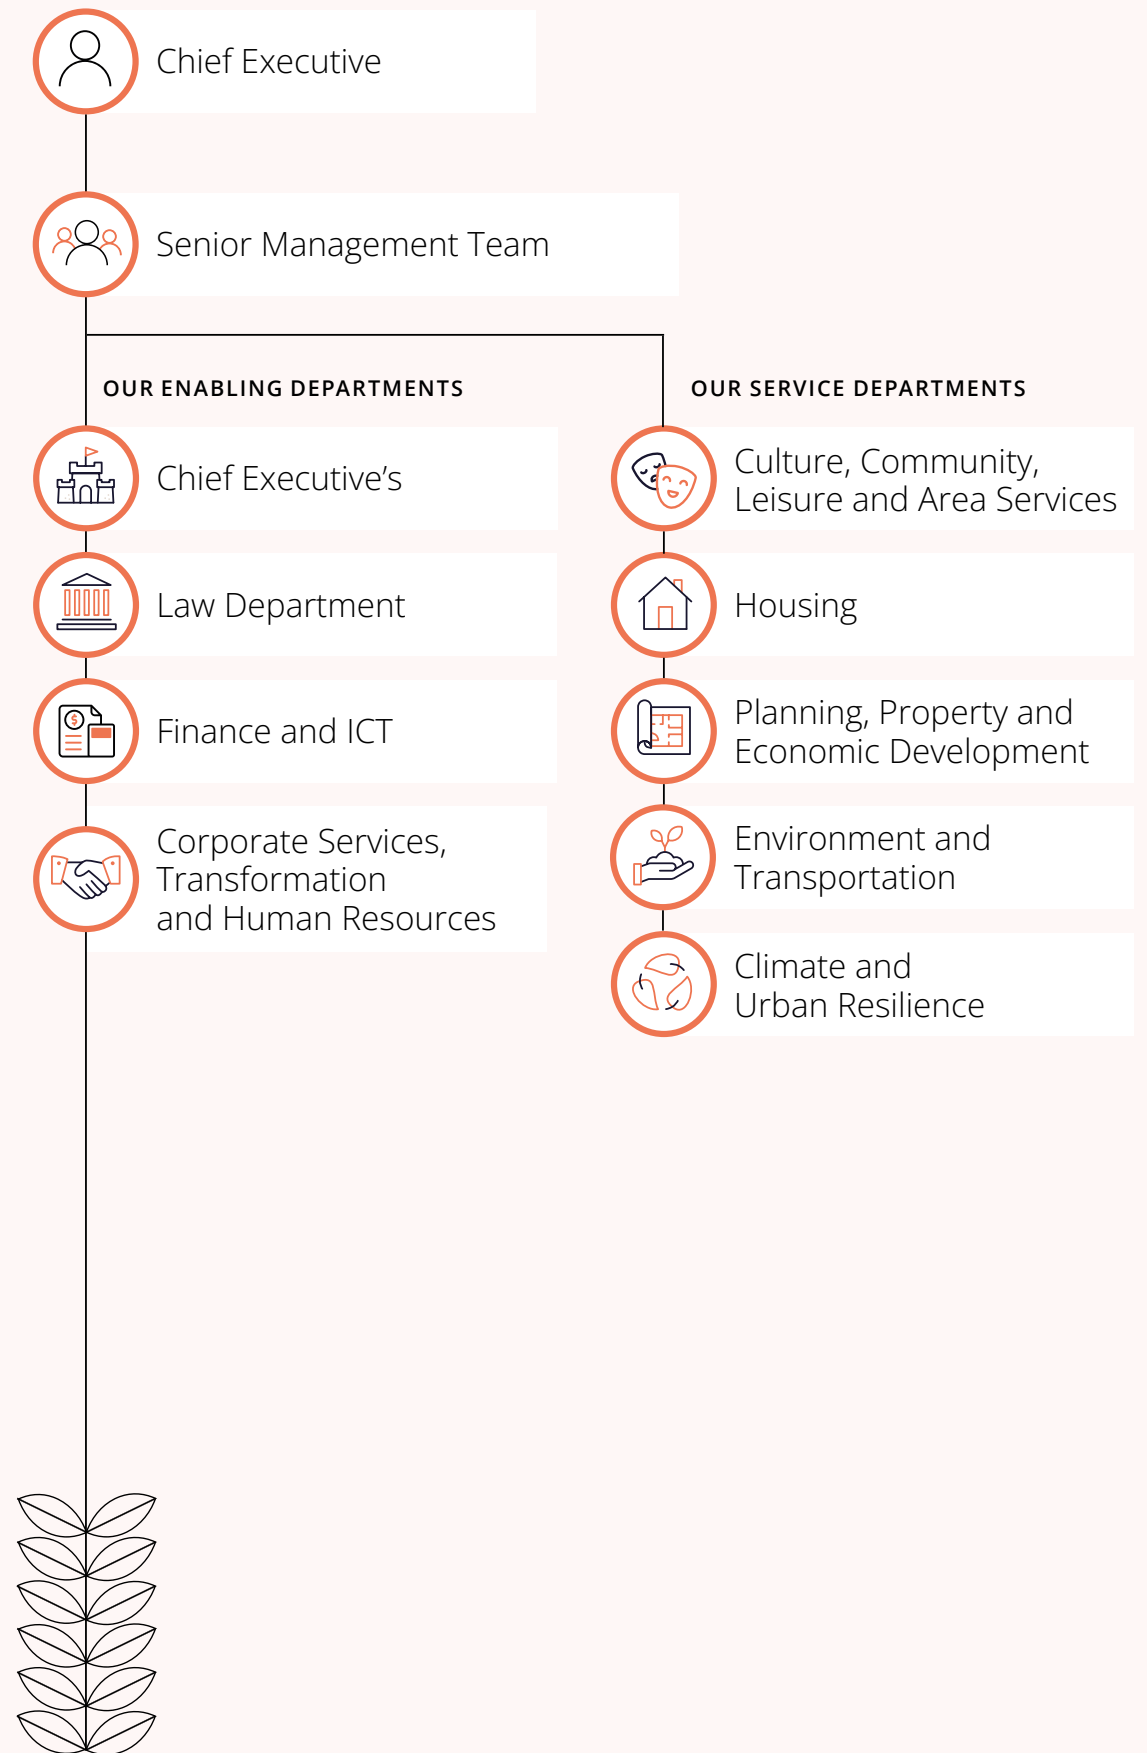 Chief Executive
Senior Management Team
OUR ENABLING DEPARTMENTS
Chief Executive’s
Law Department
Finance and ICT
Corporate Services,
Transformation
and Human Resources
OUR SERVICE DEPARTMENTS
Culture, Community,
Leisure and Area Services
Housing
Planning, Property and
Economic Development
Environment and
Transportation
Climate and
Urban Resilience